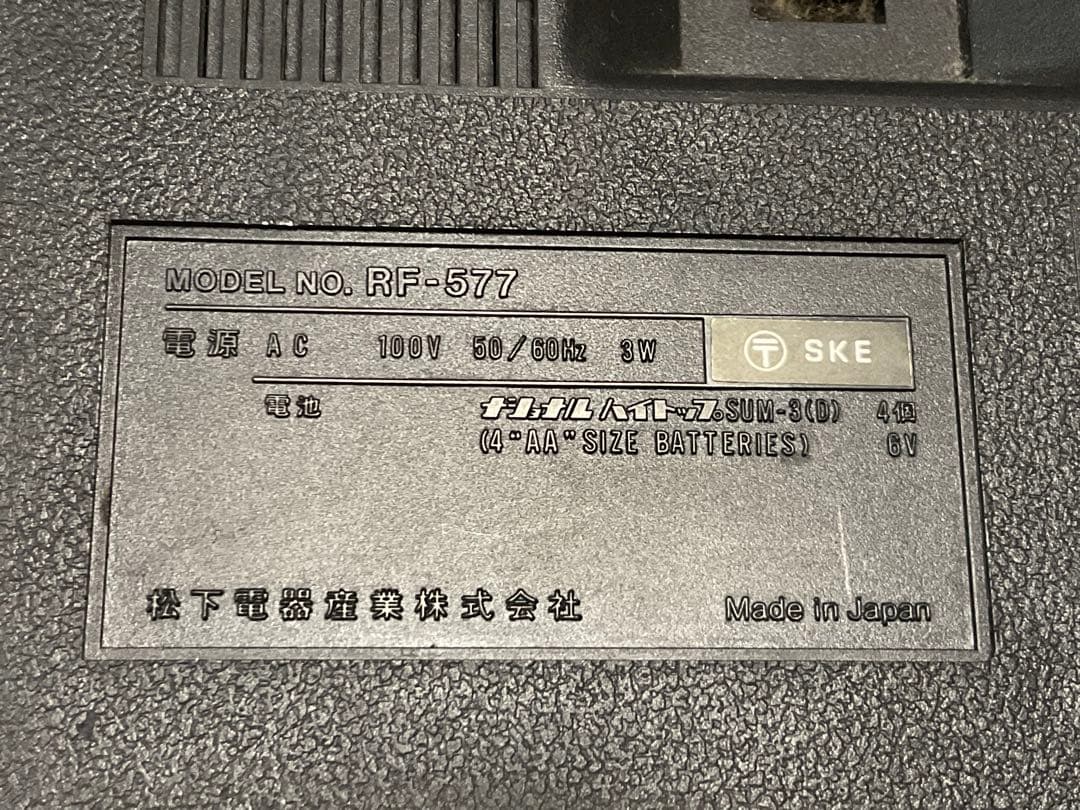 MODEL NO. RF-577
電源 AC 100V 50/60Hz 3W 〒 SKE
電池 ナショナル ハイトップ SUM-3(D) 4個
(4"AA"SIZE BATTERIES) 6V
松下電器産業株式会社 Made in Japan